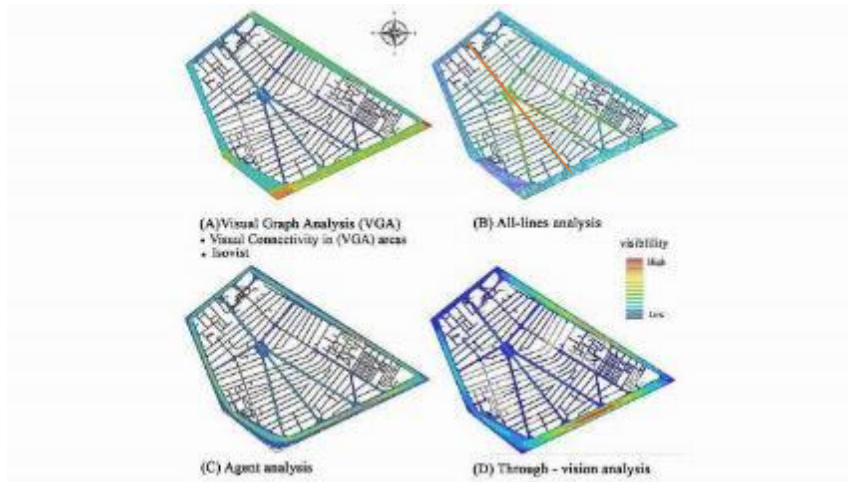 (A)Visual Graph Analysis (VGA)
• Visual Connectivity in (VGA) areas
• Isovist
(B) All-lines analysis
visibility
High
Low
(C) Agent analysis
(D) Through - vision analysis